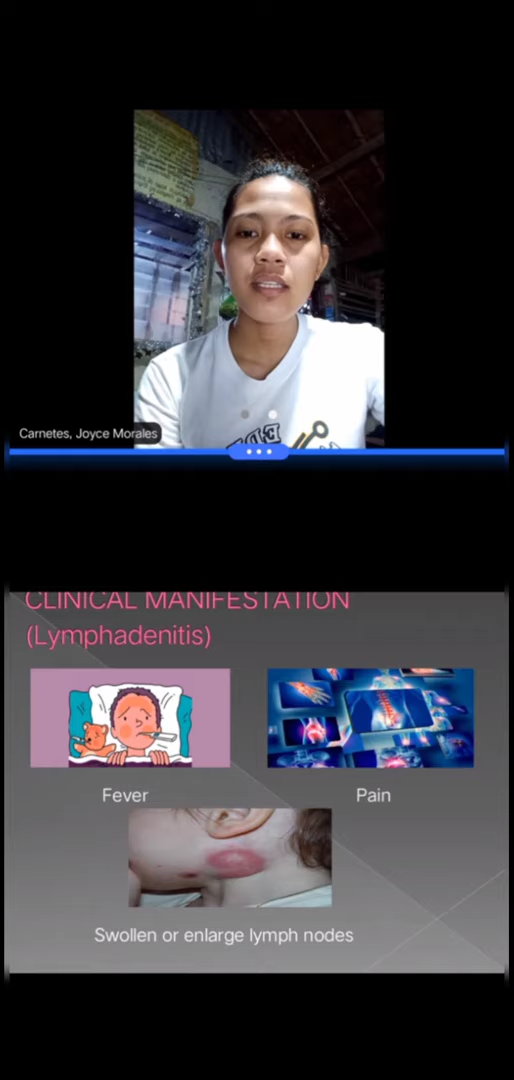 Carnetes, Joyce Morales
CLINICAL MANIFESTATION
(Lymphadenitis)
Fever
Pain
Swollen or enlarge lymph nodes